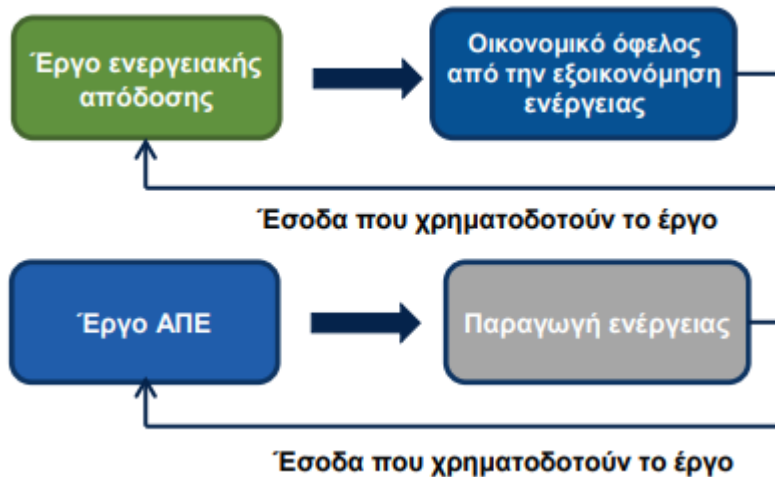 Έργο ενεργειακής
απόδοσης
Οικονομικό όφελος
από την εξοικονόμηση
ενέργειας
Έσοδα που χρηματοδοτούν το έργο
Έργο ΑΠΕ
Παραγωγή ενέργειας
Έσοδα που χρηματοδοτούν το έργο